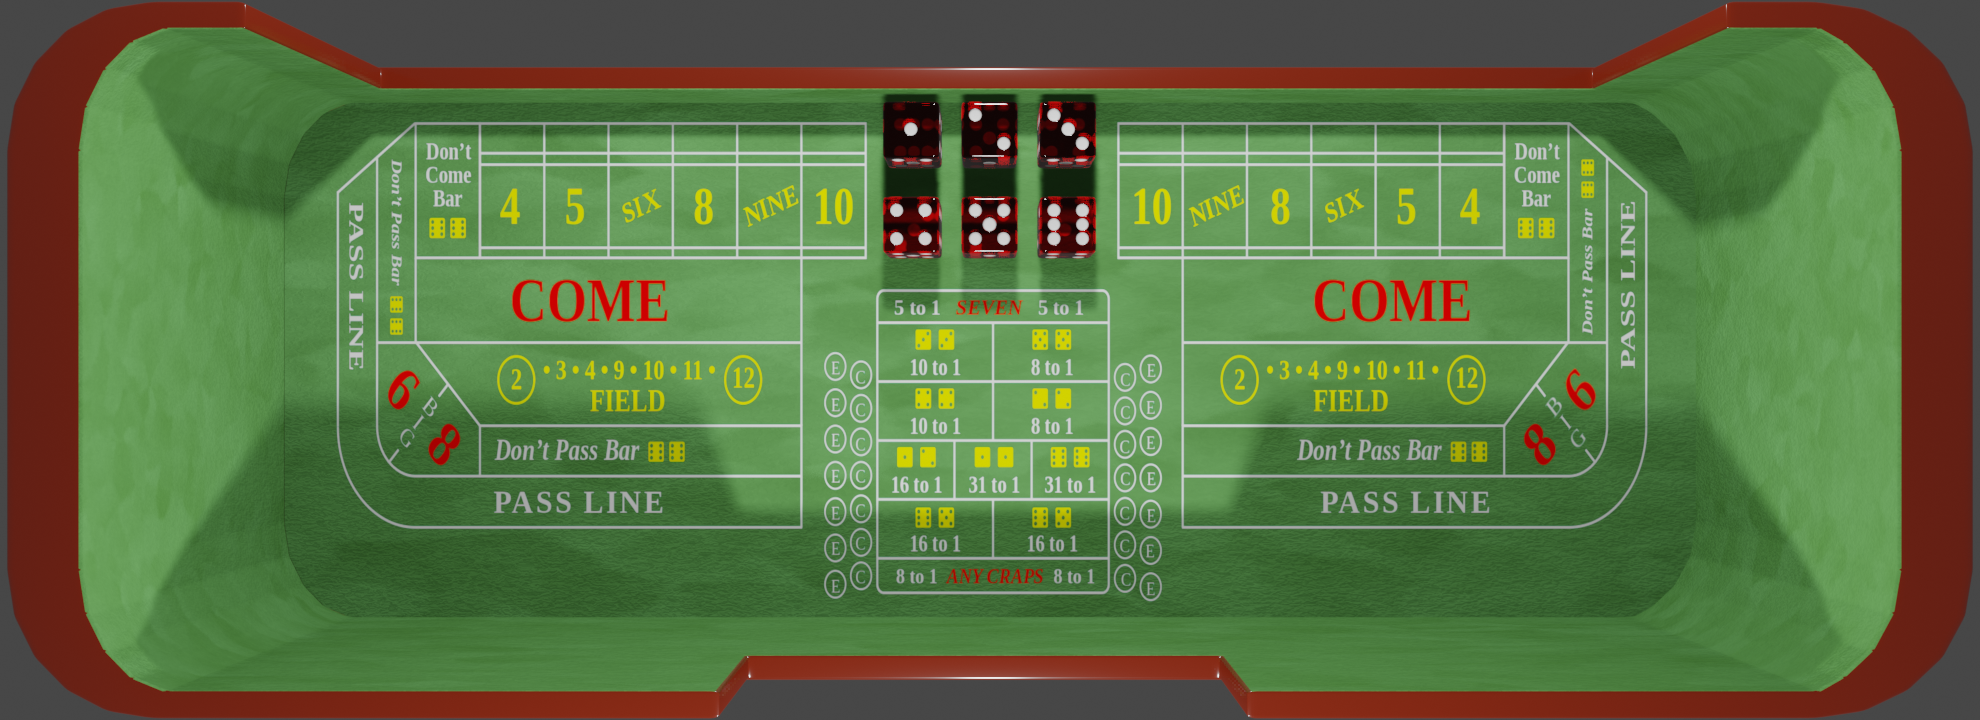 Don't
Come
Bar
4 5 SIX 8 NINE 10
Don't Pass Bar
PASS LINE
COME
2 • 3 • 4 • 9 • 10 • 11 • 12
FIELD
6 8
B I G
Don't Pass Bar
PASS LINE
E C
E C
E C
E C
E C
E C
E C
5 to 1 SEVEN 5 to 1
10 to 1 8 to 1
10 to 1 8 to 1
16 to 1 31 to 1 31 to 1
16 to 1 16 to 1
8 to 1 ANY CRAPS 8 to 1
C E
C E
C E
C E
C E
C E
C E
10 NINE 8 SIX 5 4
Don't
Come
Bar
Don't Pass Bar
PASS LINE
COME
2 • 3 • 4 • 9 • 10 • 11 • 12
FIELD
6 8
B I G
Don't Pass Bar
PASS LINE